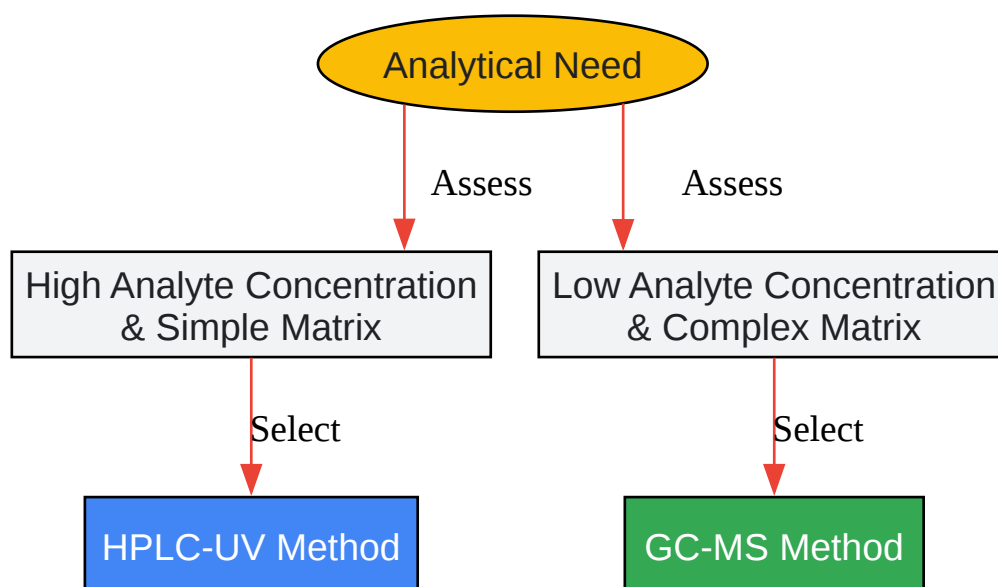 Analytical Need
Assess
Assess
High Analyte Concentration
& Simple Matrix
Low Analyte Concentration
& Complex Matrix
Select
Select
HPLC-UV Method
GC-MS Method